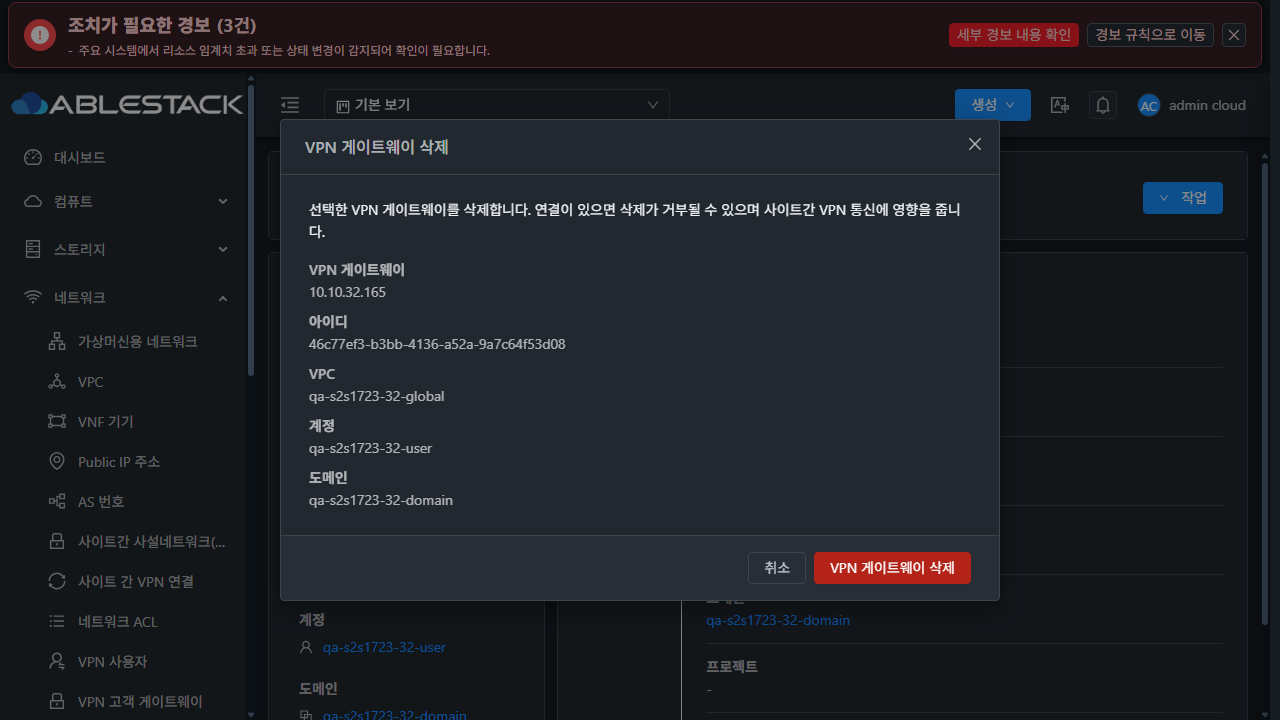 조치가 필요한 경보 (3건)
- 주요 시스템에서 리소스 임계치 초과 또는 상태 변경이 감지되어 확인이 필요합니다.
세부 경보 내용 확인
경보 규칙으로 이동
ABLESTACK
기본 보기
생성
AC
admin cloud
대시보드
컴퓨트
스토리지
네트워크
가상머신용 네트워크
VPC
VNF 기기
Public IP 주소
AS 번호
사이트간 사설네트워크(...
사이트 간 VPN 연결
네트워크 ACL
VPN 사용자
VPN 고객 게이트웨이
작업
VPN 게이트웨이 삭제
선택한 VPN 게이트웨이를 삭제합니다. 연결이 있으면 삭제가 거부될 수 있으며 사이트간 VPN 통신에 영향을 줍니
다.
VPN 게이트웨이
10.10.32.165
아이디
46c77ef3-b3bb-4136-a52a-9a7c64f53d08
VPC
qa-s2s1723-32-global
계정
qa-s2s1723-32-user
도메인
qa-s2s1723-32-domain
취소
VPN 게이트웨이 삭제
계정
qa-s2s1723-32-user
도메인
qa-s2s1723-32-domain
qa-s2s1723-32-domain
프로젝트
-